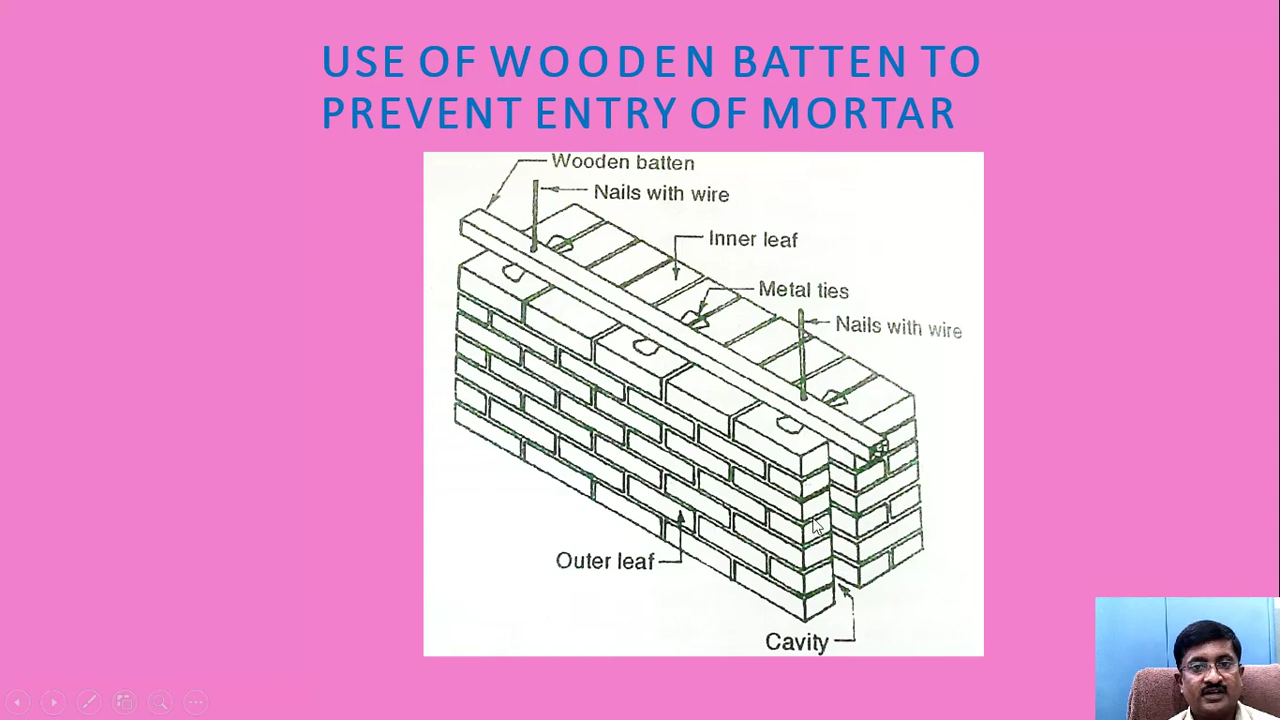 USE OF WOODEN BATTEN TO
PREVENT ENTRY OF MORTAR
Wooden batten
Nails with wire
Inner leaf
Metal ties
Nails with wire
Outer leaf
Cavity